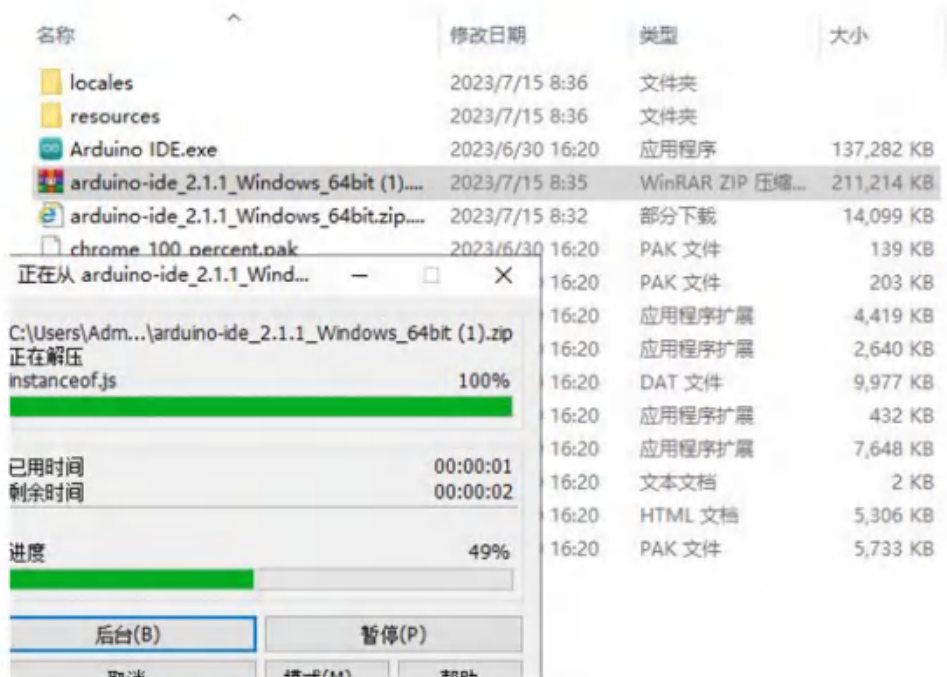 名称 修改日期 类型 大小
locales 2023/7/15 8:36 文件夹
resources 2023/7/15 8:36 文件夹
Arduino IDE.exe 2023/6/30 16:20 应用程序 137,282 KB
arduino-ide_2.1.1_Windows_64bit (1).... 2023/7/15 8:35 WinRAR ZIP 压缩... 211,214 KB
arduino-ide_2.1.1_Windows_64bit.zip.... 2023/7/15 8:32 部分下载 14,099 KB
chrome_100_percent.pak 2023/6/30 16:20 PAK 文件 139 KB
16:20 PAK 文件 203 KB
16:20 应用程序扩展 4,419 KB
16:20 应用程序扩展 2,640 KB
16:20 DAT 文件 9,977 KB
16:20 应用程序扩展 432 KB
16:20 应用程序扩展 7,648 KB
16:20 文本文档 2 KB
16:20 HTML 文档 5,306 KB
16:20 PAK 文件 5,733 KB
正在从 arduino-ide_2.1.1_Wind...
C:\Users\Adm...\arduino-ide_2.1.1_Windows_64bit (1).zip
正在解压
instanceof.js 100%
已用时间 00:00:01
剩余时间 00:00:02
进度 49%
后台(B) 暂停(P)
取消 模式(M) 帮助